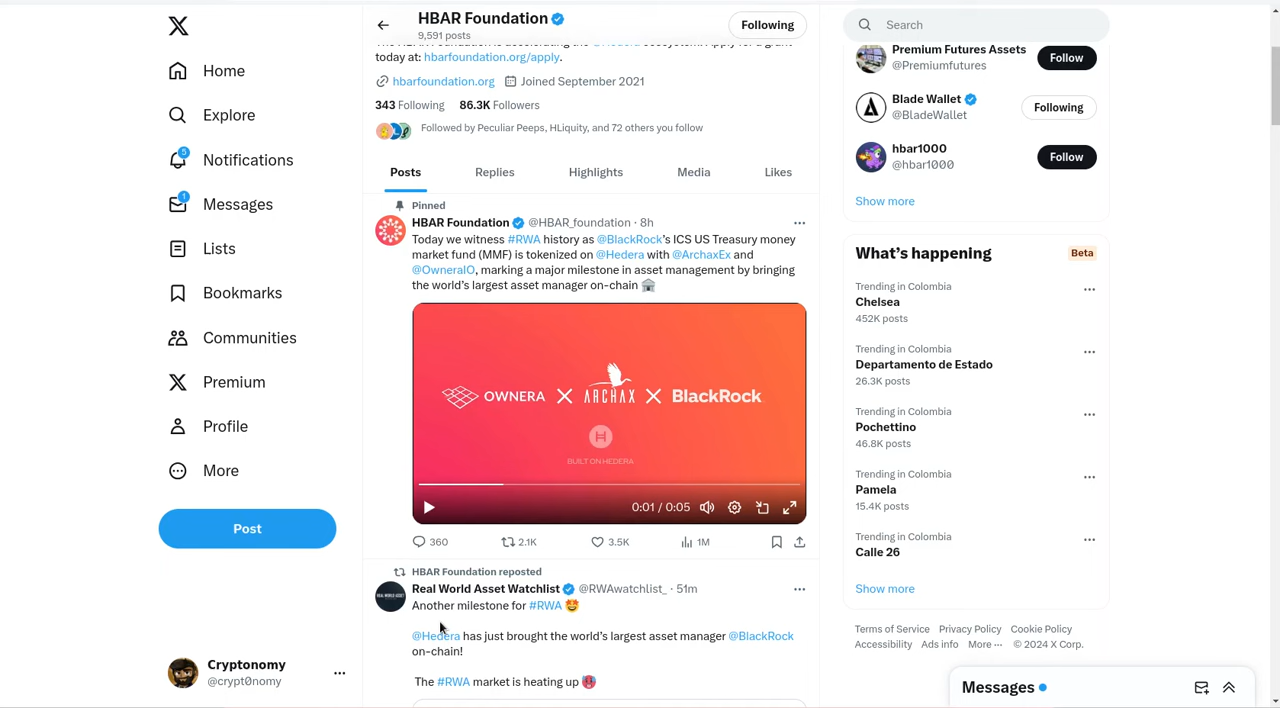 HBAR Foundation
9,591 posts
Following
today at: hbarfoundation.org/apply.
hbarfoundation.org Joined September 2021
343 Following 86.3K Followers
Followed by Peculiar Peeps, HLiquity, and 72 others you follow
Posts Replies Highlights Media Likes
Pinned
HBAR Foundation @HBAR_foundation · 8h
Today we witness #RWA history as @BlackRock's ICS US Treasury money
market fund (MMF) is tokenized on @Hedera with @ArchaxEx and
@OwneraIO, marking a major milestone in asset management by bringing
the world's largest asset manager on-chain
OWNERA X ARCHAX X BlackRock
H
BUILT ON HEDERA
0:01 / 0:05
360 2.1K 3.5K 1M
HBAR Foundation reposted
Real World Asset Watchlist @RWAwatchlist_ · 51m
REAL WORLD ASSET
Another milestone for #RWA
@Hedera has just brought the world's largest asset manager @BlackRock
on-chain!
The #RWA market is heating up
Home
Explore
5
Notifications
1
Messages
Lists
Bookmarks
Communities
Premium
Profile
More
Post
Cryptonomy
@crypt0nomy
Search
Premium Futures Assets
@Premiumfutures
Follow
Blade Wallet
@BladeWallet
Following
hbar1000
@hbar1000
Follow
Show more
What's happening
Beta
Trending in Colombia
Chelsea
452K posts
Trending in Colombia
Departamento de Estado
26.3K posts
Trending in Colombia
Pochettino
46.8K posts
Trending in Colombia
Pamela
15.4K posts
Trending in Colombia
Calle 26
Show more
Terms of Service Privacy Policy Cookie Policy
Accessibility Ads info More ··· © 2024 X Corp.
Messages